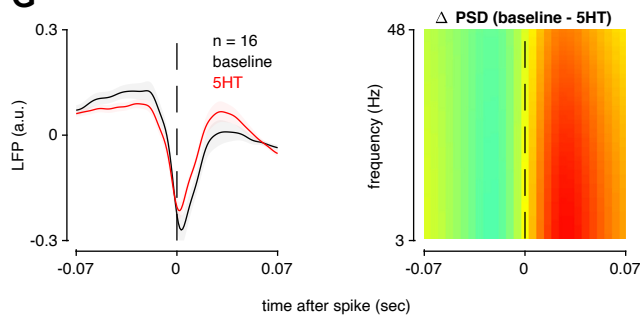 G
Δ PSD (baseline - 5HT)
0.3
n = 16
baseline
5HT
0
-0.3
LFP (a.u.)
-0.07
0
0.07
48
frequency (Hz)
3
-0.07
0
0.07
time after spike (sec)